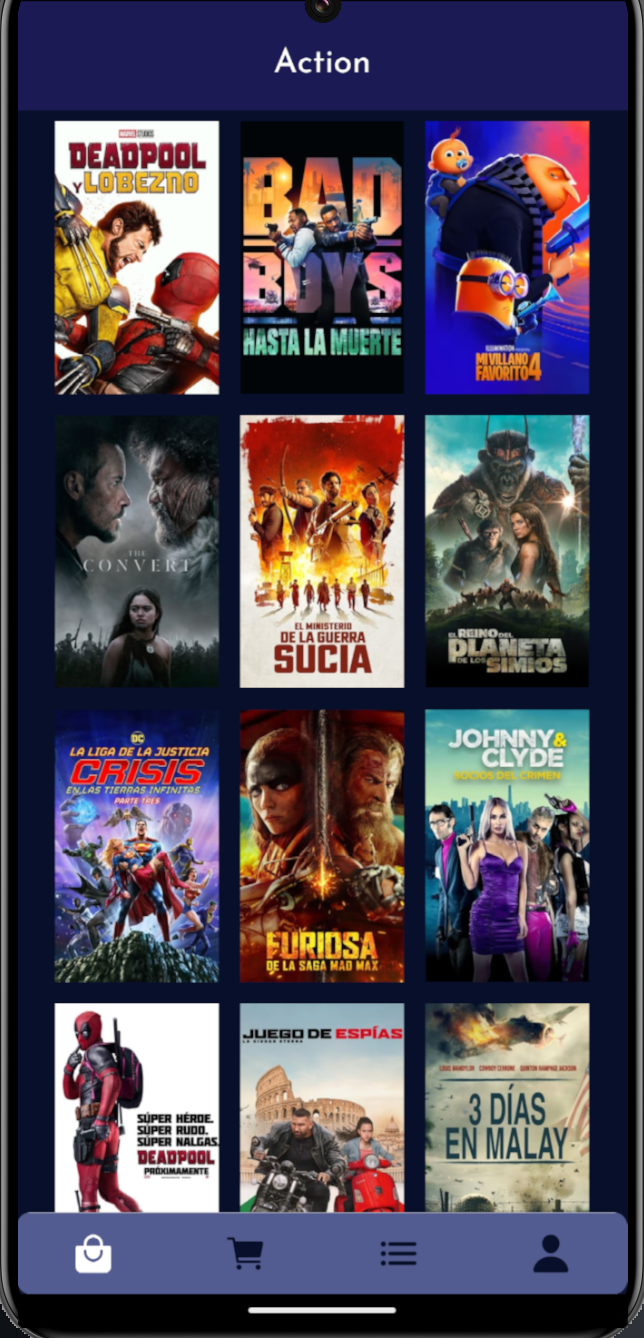 Action
MARVEL STUDIOS
DEADPOOL
Y LOBEZNO
BAD
BOYS
HASTA LA MUERTE
ILLUMINATION
MI VILLANO
FAVORITO 4
THE
CONVERT
EL MINISTERIO
DE LA GUERRA
SUCIA
EL REINO DEL
PLANETA
DE LOS SIMIOS
DC
LA LIGA DE LA JUSTICIA
CRISIS
EN LAS TIERRAS INFINITAS
PARTE TRES
FURIOSA
DE LA SAGA MAD MAX
JOHNNY &
CLYDE
SOCIOS DEL CRIMEN
SÚPER HÉROE.
SÚPER RUDO.
SÚPER NALGAS.
DEADPOOL
PRÓXIMAMENTE
JUEGO DE ESPÍAS
LA CIUDAD ETERNA
LOUIS MANDYLOR DONALD CERRONE QUINTON RAMPAGE JACKSON
3 DÍAS
EN MALAY